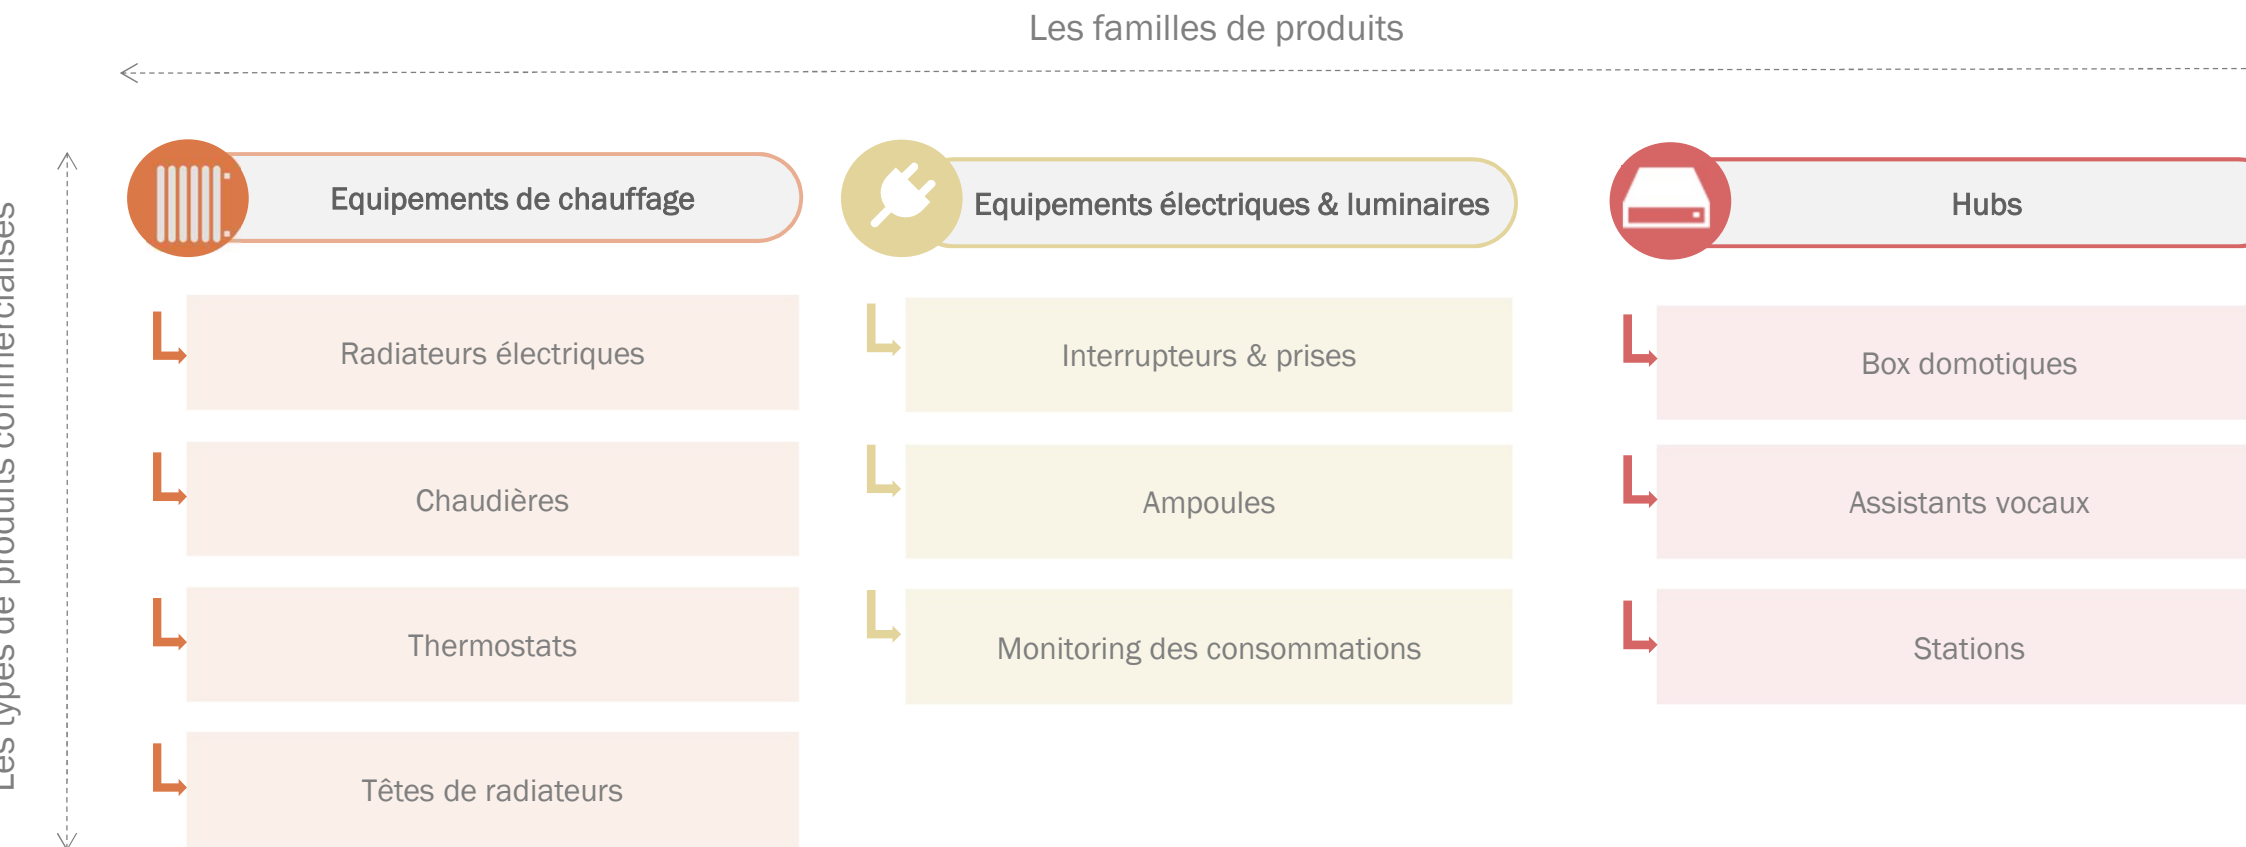 Les familles de produits
Les types de produits commercialisés
Equipements de chauffage
Radiateurs électriques
Chaudières
Thermostats
Têtes de radiateurs
Equipements électriques & luminaires
Interrupteurs & prises
Ampoules
Monitoring des consommations
Hubs
Box domotiques
Assistants vocaux
Stations